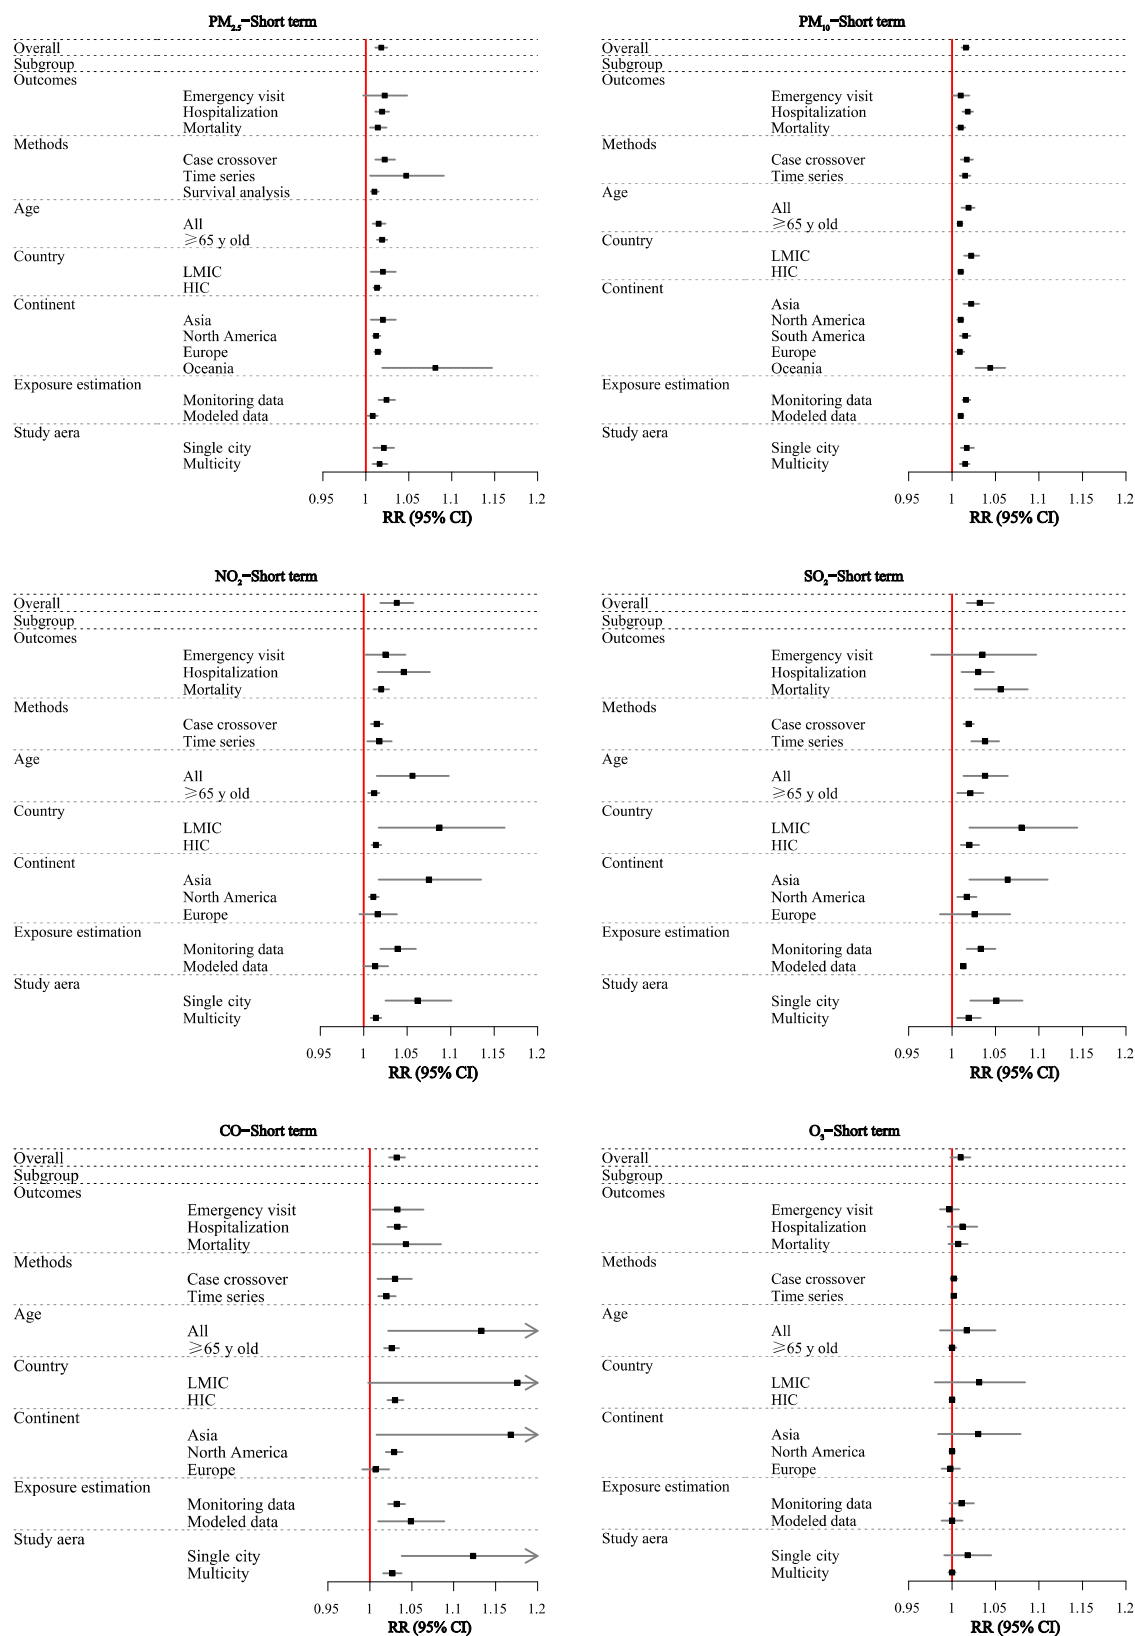 PM2.5−Short term
Overall
Subgroup
Outcomes
Emergency visit
Hospitalization
Mortality
Methods
Case crossover
Time series
Survival analysis
Age
All
≥65 y old
Country
LMIC
HIC
Continent
Asia
North America
Europe
Oceania
Exposure estimation
Monitoring data
Modeled data
Study aera
Single city
Multicity
0.95 1 1.05 1.1 1.15 1.2
RR (95% CI)
PM10−Short term
Overall
Subgroup
Outcomes
Emergency visit
Hospitalization
Mortality
Methods
Case crossover
Time series
Age
All
≥65 y old
Country
LMIC
HIC
Continent
Asia
North America
South America
Europe
Oceania
Exposure estimation
Monitoring data
Modeled data
Study aera
Single city
Multicity
0.95 1 1.05 1.1 1.15 1.2
RR (95% CI)
NO2−Short term
Overall
Subgroup
Outcomes
Emergency visit
Hospitalization
Mortality
Methods
Case crossover
Time series
Age
All
≥65 y old
Country
LMIC
HIC
Continent
Asia
North America
Europe
Exposure estimation
Monitoring data
Modeled data
Study aera
Single city
Multicity
0.95 1 1.05 1.1 1.15 1.2
RR (95% CI)
SO2−Short term
Overall
Subgroup
Outcomes
Emergency visit
Hospitalization
Mortality
Methods
Case crossover
Time series
Age
All
≥65 y old
Country
LMIC
HIC
Continent
Asia
North America
Europe
Exposure estimation
Monitoring data
Modeled data
Study aera
Single city
Multicity
0.95 1 1.05 1.1 1.15 1.2
RR (95% CI)
CO−Short term
Overall
Subgroup
Outcomes
Emergency visit
Hospitalization
Mortality
Methods
Case crossover
Time series
Age
All
≥65 y old
Country
LMIC
HIC
Continent
Asia
North America
Europe
Exposure estimation
Monitoring data
Modeled data
Study aera
Single city
Multicity
0.95 1 1.05 1.1 1.15 1.2
RR (95% CI)
O3−Short term
Overall
Subgroup
Outcomes
Emergency visit
Hospitalization
Mortality
Methods
Case crossover
Time series
Age
All
≥65 y old
Country
LMIC
HIC
Continent
Asia
North America
Europe
Exposure estimation
Monitoring data
Modeled data
Study aera
Single city
Multicity
0.95 1 1.05 1.1 1.15 1.2
RR (95% CI)